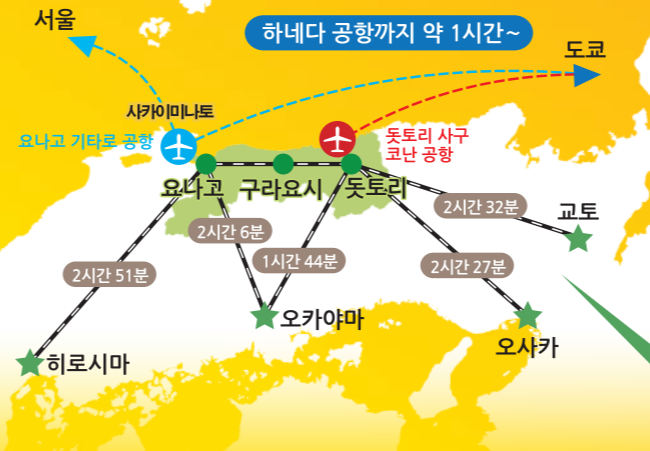 서울
하네다 공항까지 약 1시간~
도쿄
사카이미나토
요나고 기타로 공항
돗토리 사구
코난 공항
요나고
구라요시
돗토리
2시간 32분
교토
2시간 6분
1시간 44분
2시간 27분
2시간 51분
오카야마
오사카
히로시마